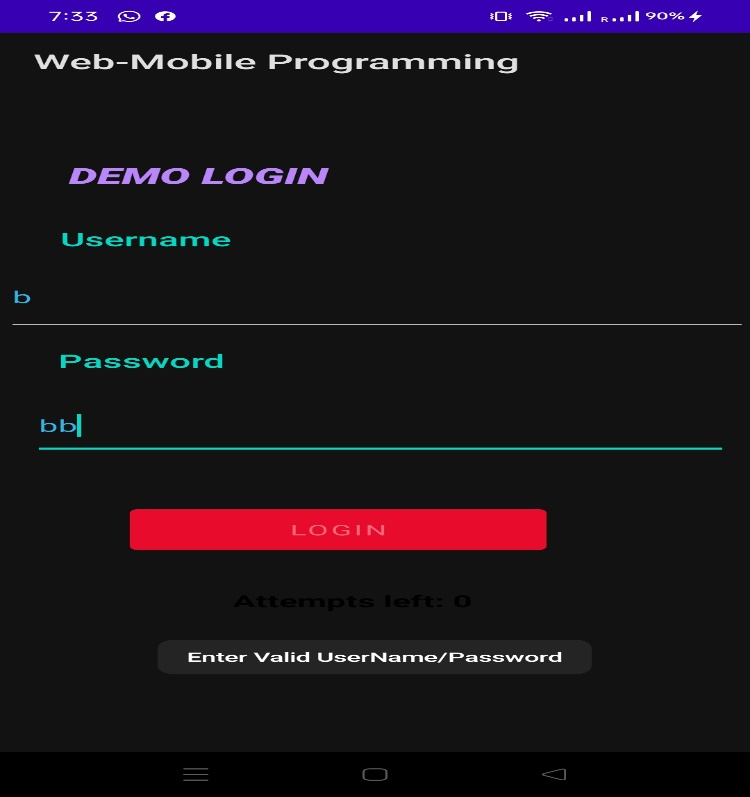 7:33 R 90%
Web-Mobile Programming
DEMO LOGIN
Username
b
Password
bb
LOGIN
Attempts left: 0
Enter Valid UserName/Password